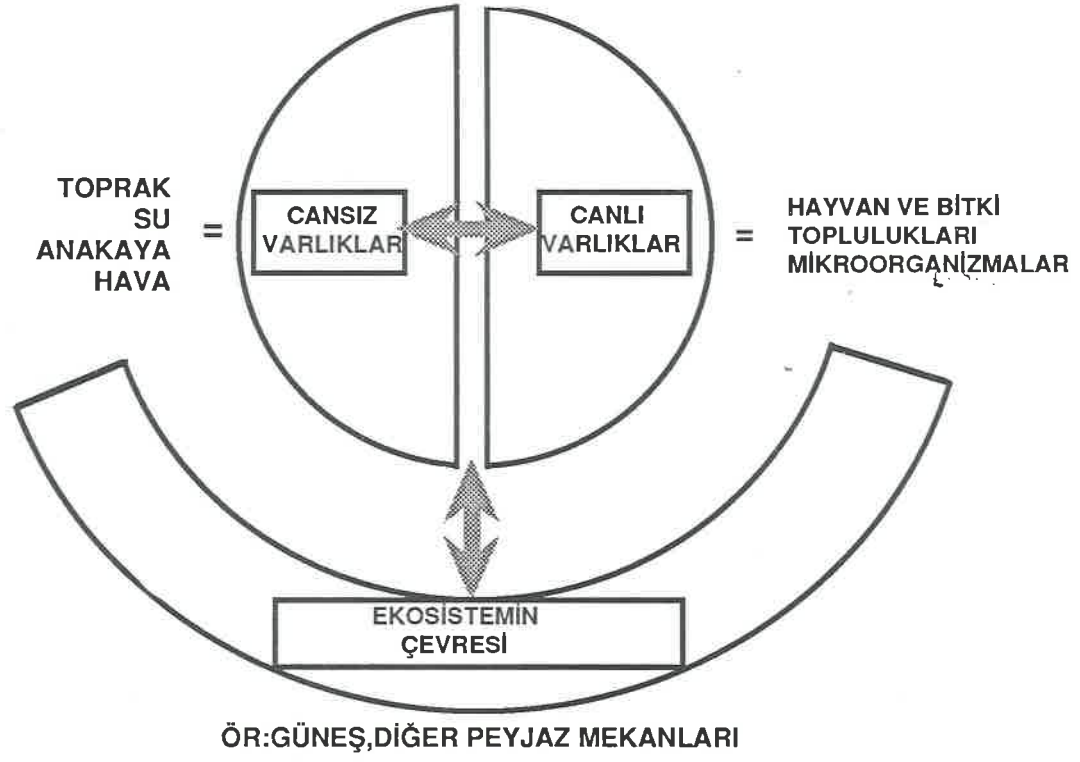 TOPRAK
SU
ANAKAYA
HAVA
=
CANSIZ
VARLIKLAR
CANLI
VARLIKLAR
=
HAYVAN VE BİTKİ
TOPLULUKLARI
MİKROORGANİZMALAR
EKOSİSTEMİN
ÇEVRESİ
ÖR:GÜNEŞ,DİĞER PEYJAZ MEKANLARI